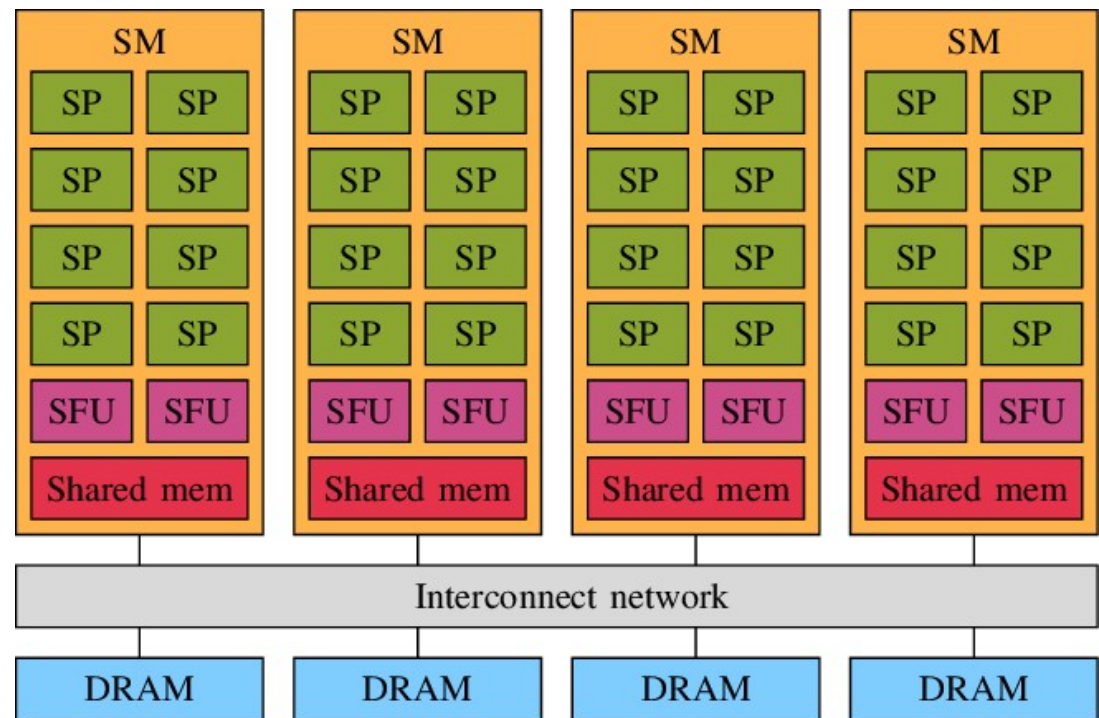 SM SM SM SM
SP SP SP SP SP SP SP SP
SP SP SP SP SP SP SP SP
SP SP SP SP SP SP SP SP
SP SP SP SP SP SP SP SP
SFU SFU SFU SFU SFU SFU SFU SFU
Shared mem Shared mem Shared mem Shared mem
Interconnect network
DRAM DRAM DRAM DRAM